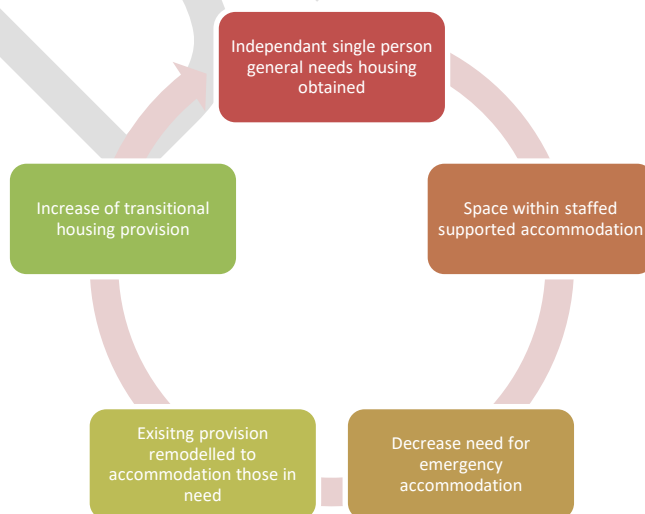 Independant single person
general needs housing
obtained
Space within staffed
supported accommodation
Decrease need for
emergency
accommodation
Exisitng provision
remodelled to
accommodation those in
need
Increase of transitional
housing provision